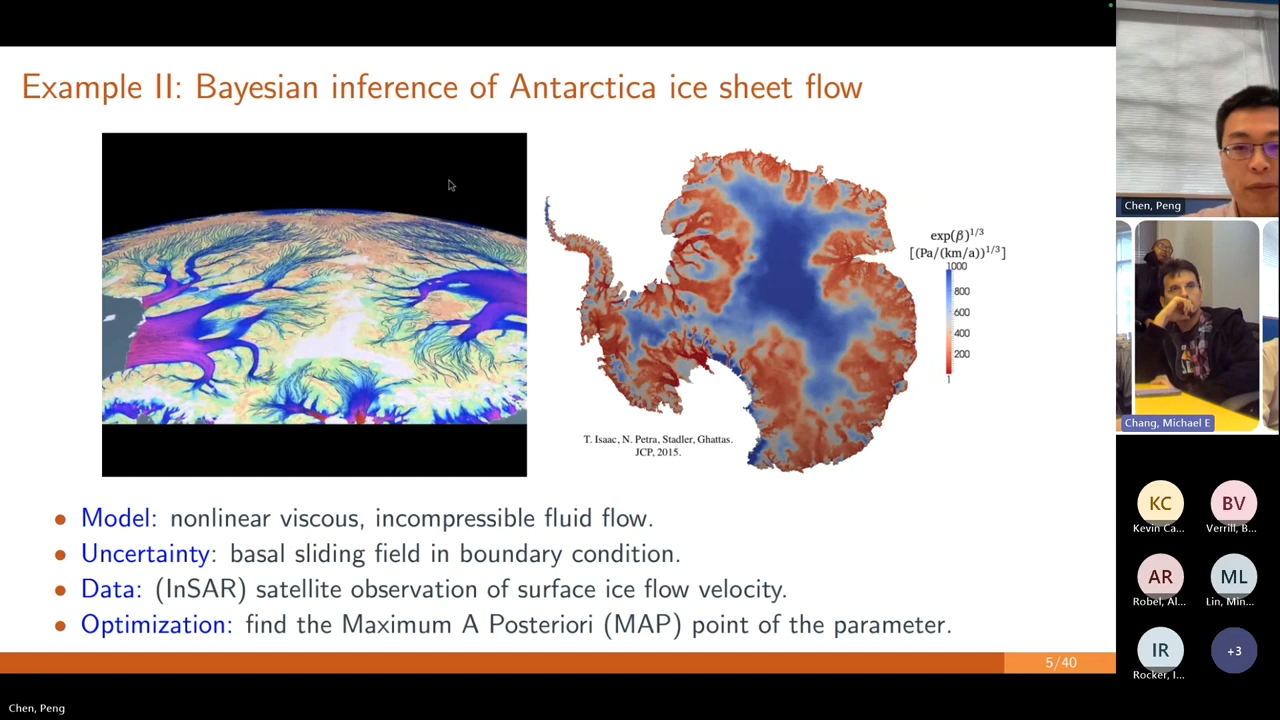 Example II: Bayesian inference of Antarctica ice sheet flow
exp(β)^1/3
[(Pa/(km/a))^1/3]
1000
800
600
400
200
1
T. Isaac, N. Petra, Stadler, Ghattas.
JCP, 2015.
• Model: nonlinear viscous, incompressible fluid flow.
• Uncertainty: basal sliding field in boundary condition.
• Data: (InSAR) satellite observation of surface ice flow velocity.
• Optimization: find the Maximum A Posteriori (MAP) point of the parameter.
5/40
Chen, Peng
Chen, Peng
Chang, Michael E
KC
Kevin Ca...
BV
Verrill, B...
AR
Robel, Al...
ML
Lin, Min...
IR
Rocker, I...
+3